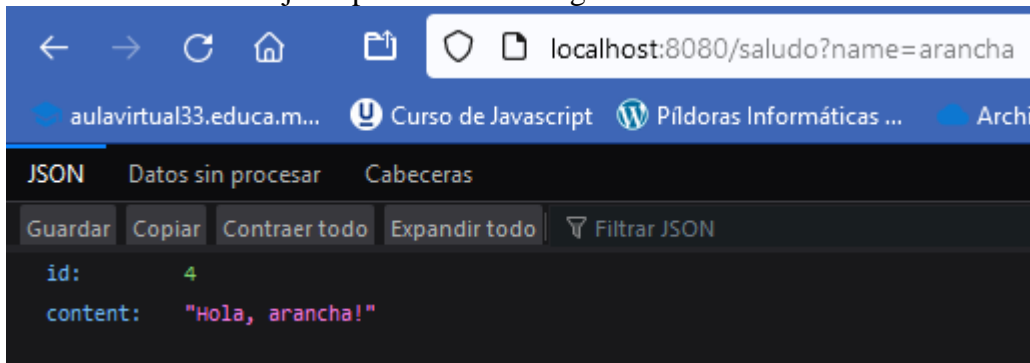 localhost:8080/saludo?name=arancha
aulavirtual33.educa.m... Curso de Javascript Píldoras Informáticas ... Archi
JSON Datos sin procesar Cabeceras
Guardar Copiar Contraer todo Expandir todo Filtrar JSON
id: 4
content: "Hola, arancha!"